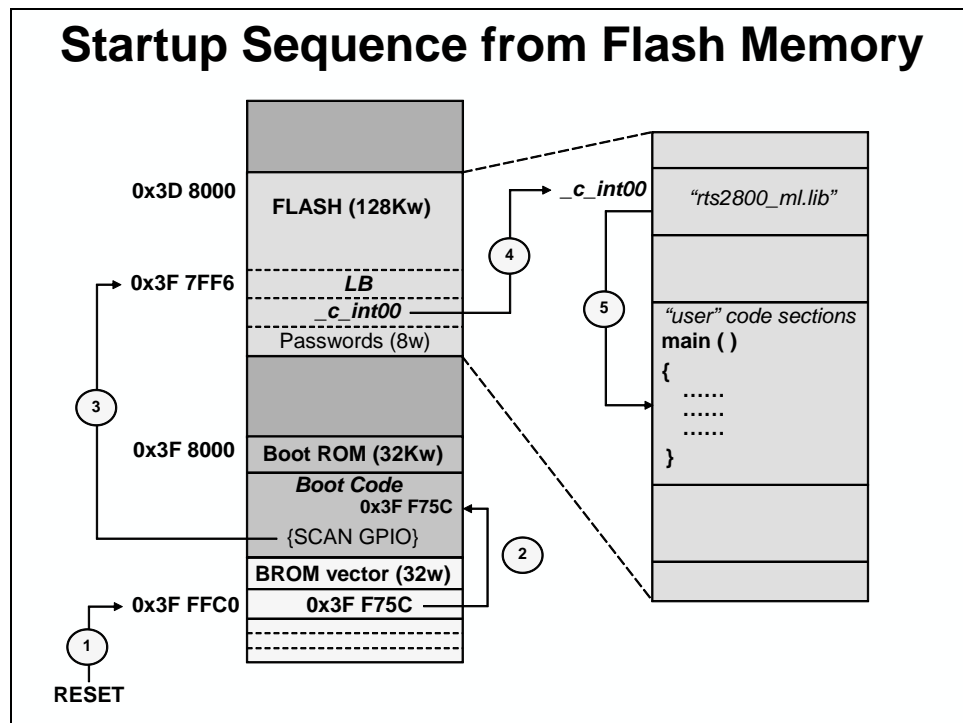 Startup Sequence from Flash Memory
0x3D 8000
FLASH (128Kw)
0x3F 7FF6
LB
_c_int00
Passwords (8w)
4
_c_int00
"rts2800_ml.lib"
5
"user" code sections
main ( )
{
......
......
......
}
3
0x3F 8000
Boot ROM (32Kw)
Boot Code
0x3F F75C
{SCAN GPIO}
2
BROM vector (32w)
0x3F FFC0
0x3F F75C
1
RESET